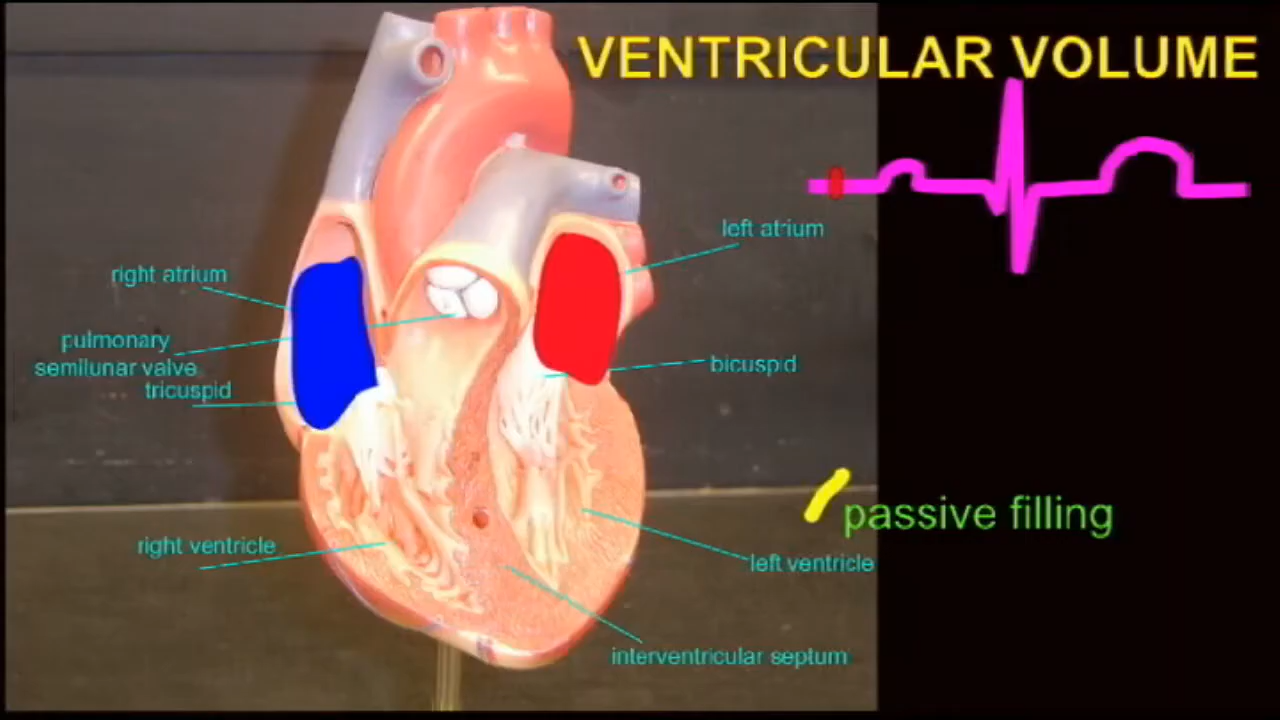 VENTRICULAR VOLUME
left atrium
right atrium
pulmonary
semilunar valve
tricuspid
bicuspid
passive filling
right ventricle
left ventricle
interventricular septum